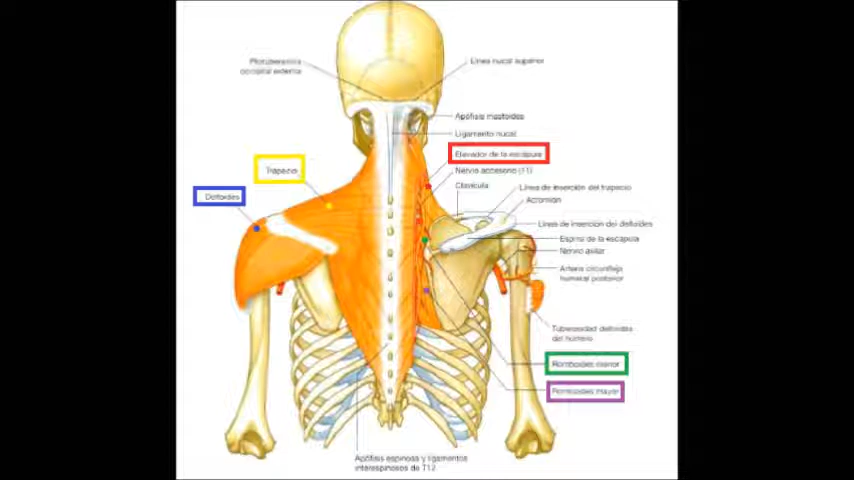 Protuberancia
occipital externa
Línea nucal superior
Apófisis mastoides
Ligamento nucal
Elevador de la escápula
Trapecio
Nervio accesorio (11)
Clavícula
Línea de inserción del trapecio
Deltoides
Acromion
Línea de inserción del deltoides
Espina de la escápula
Nervio axilar
Arteria circunfleja
humeral posterior
Tuberosidad deltoidea
del húmero
Romboides menor
Romboides mayor
Apófisis espinosa y ligamentos
interespinosos de T12